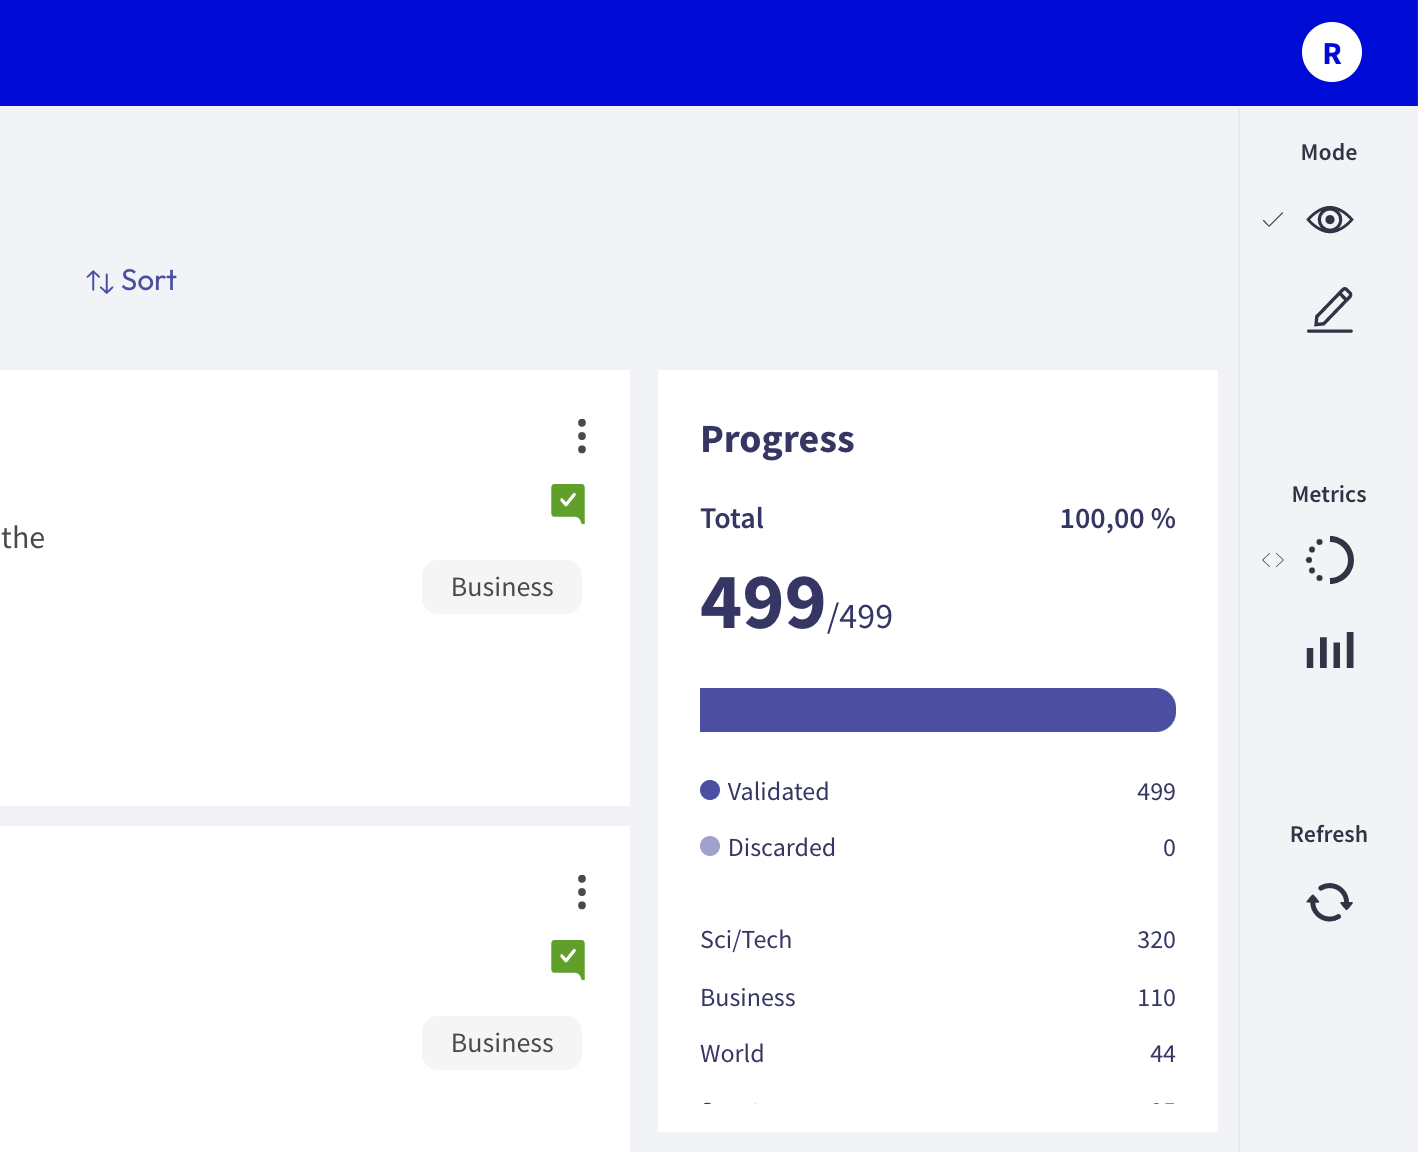 R
Mode
Sort
Progress
Total 100,00 %
the
499/499
Business
Metrics
Validated 499
Discarded 0
Refresh
Sci/Tech 320
Business 110
World 44
Business